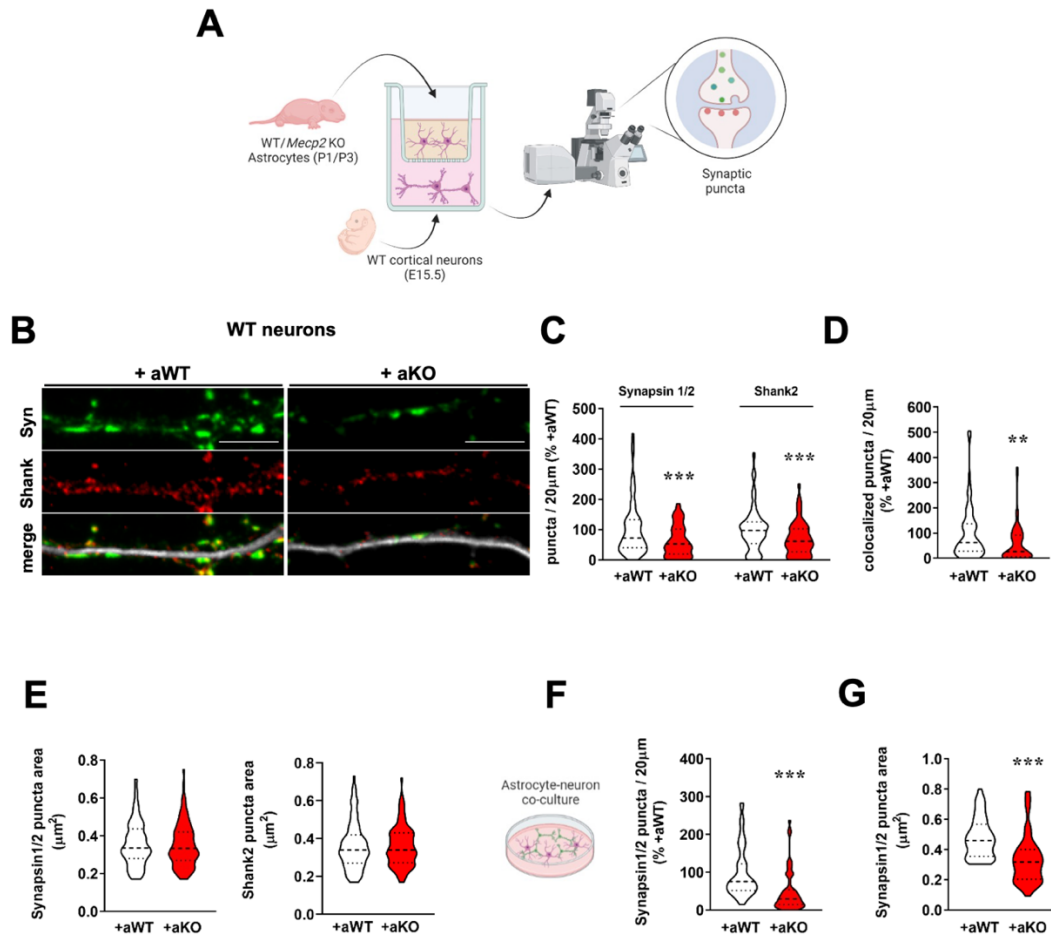 A
WT/Mecp2 KO
Astrocytes (P1/P3)
WT cortical neurons
(E15.5)
Synaptic
puncta
B
WT neurons
+ aWT
+ aKO
Syn
Shank
merge
C
Synapsin 1/2
Shank2
puncta / 20μm (% +aWT)
500
400
300
200
100
0
***
***
+aWT +aKO
+aWT +aKO
D
colocalized puncta / 20μm
(% +aWT)
600
500
400
300
200
100
0
**
+aWT
+aKO
E
Synapsin1/2 puncta area
(μm2)
0.8
0.6
0.4
0.2
0.0
+aWT +aKO
Shank2 puncta area
(μm2)
0.8
0.6
0.4
0.2
0.0
+aWT +aKO
F
Astrocyte-neuron
co-culture
Synapsin1/2 puncta / 20μm
(% +aWT)
400
300
200
100
0
***
+aWT
+aKO
G
Synapsin1/2 puncta area
(μm2)
1.0
0.8
0.6
0.4
0.2
0.0
***
+aWT
+aKO